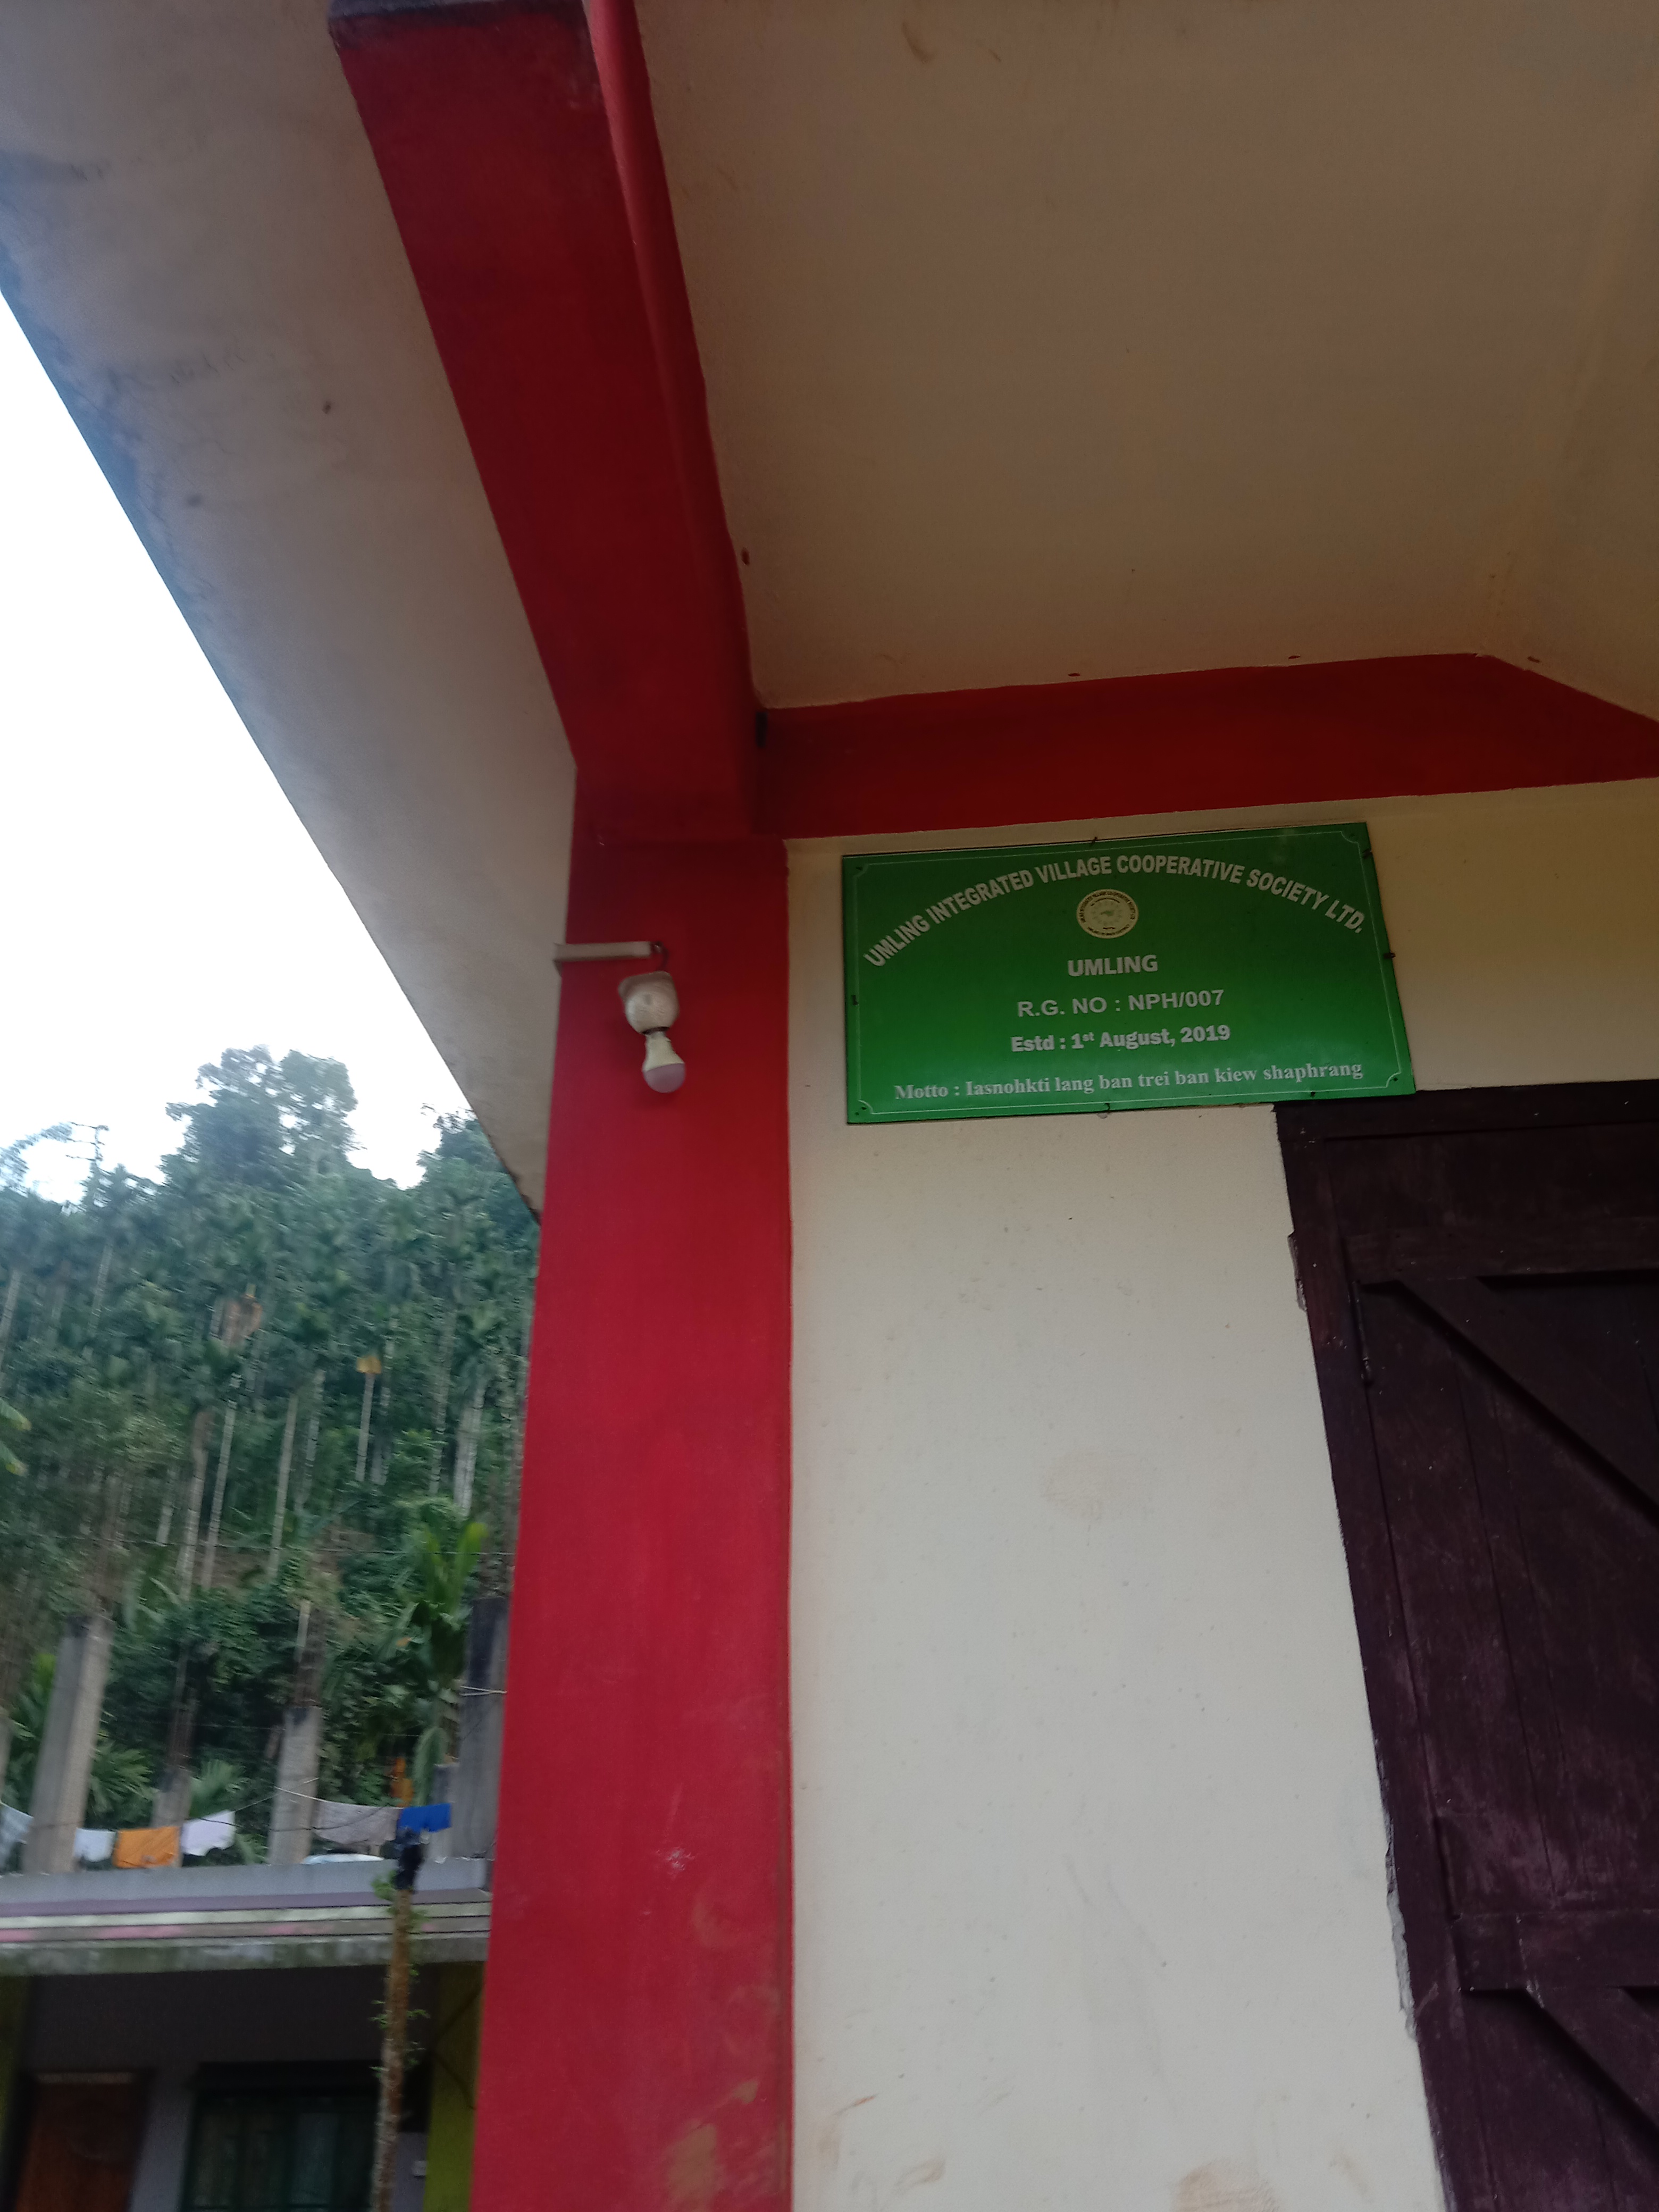 UMLING INTEGRATED VILLAGE COOPERATIVE SOCIETY LTD.
UMLING
R.G. NO : NPH/007
Estd : 1st August, 2019
Motto : Iasnohkti lang ban trei ban kiew shaphrang